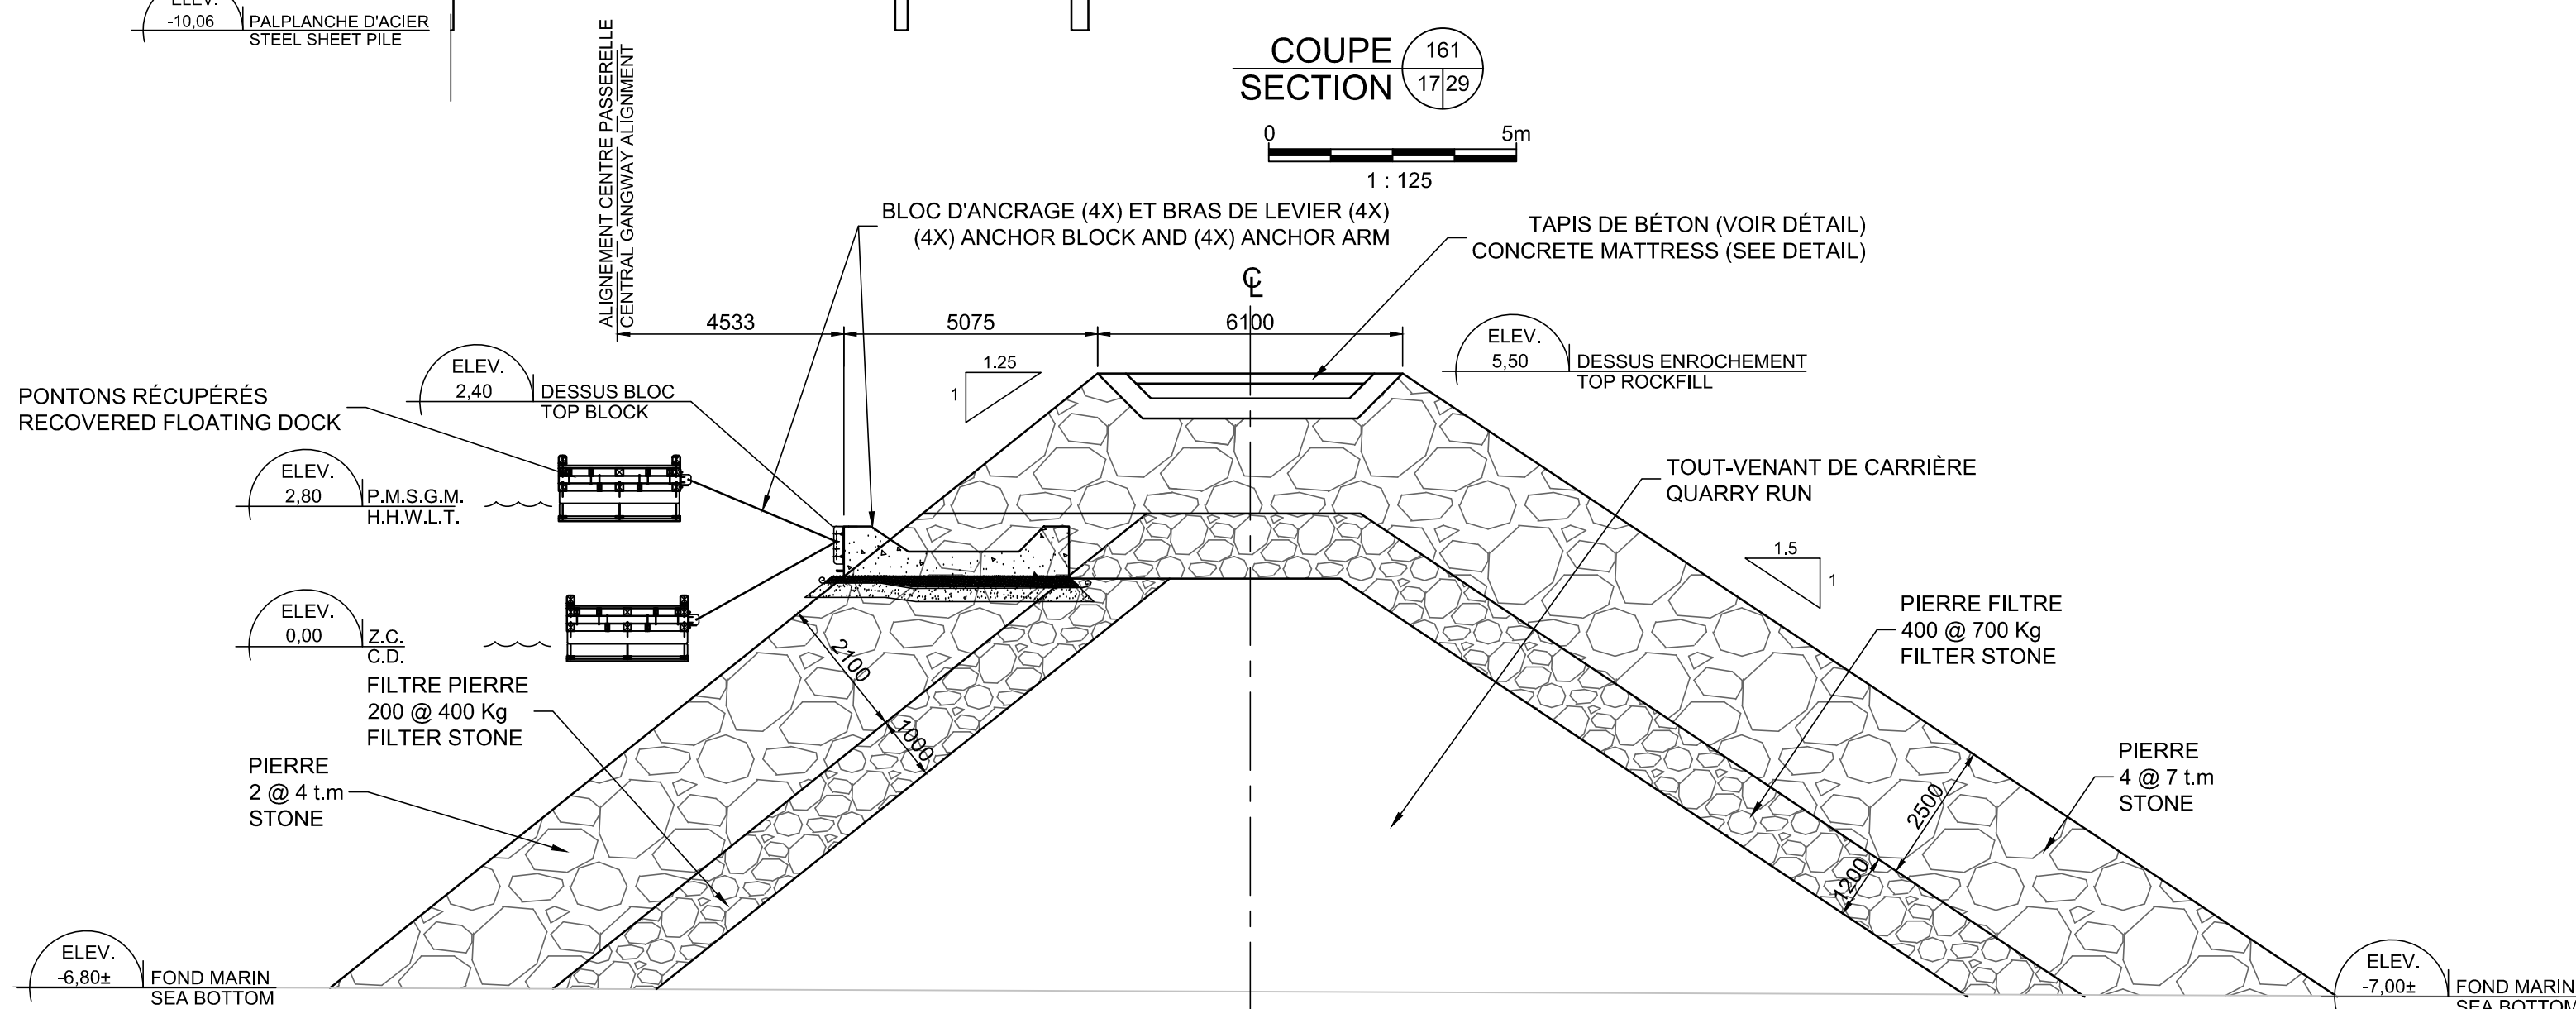 ELEV.
-10,06
PALPLANCHE D'ACIER
STEEL SHEET PILE
ALIGNEMENT CENTRE PASSERELLE
CENTRAL GANGWAY ALIGNMENT
COUPE
SECTION
161
17 29
0 5m
1 : 125
BLOC D'ANCRAGE (4X) ET BRAS DE LEVIER (4X)
(4X) ANCHOR BLOCK AND (4X) ANCHOR ARM
TAPIS DE BÉTON (VOIR DÉTAIL)
CONCRETE MATTRESS (SEE DETAIL)
℄
4533
5075
6100
ELEV.
5,50
DESSUS ENROCHEMENT
TOP ROCKFILL
1.25
1
ELEV.
2,40
DESSUS BLOC
TOP BLOCK
PONTONS RÉCUPÉRÉS
RECOVERED FLOATING DOCK
ELEV.
2,80
P.M.S.G.M.
H.H.W.L.T.
TOUT-VENANT DE CARRIÈRE
QUARRY RUN
1.5
1
ELEV.
0,00
Z.C.
C.D.
PIERRE FILTRE
400 @ 700 Kg
FILTER STONE
2100
1000
FILTRE PIERRE
200 @ 400 Kg
FILTER STONE
PIERRE
2 @ 4 t.m
STONE
PIERRE
4 @ 7 t.m
STONE
2500
1200
ELEV.
-6,80±
FOND MARIN
SEA BOTTOM
ELEV.
-7,00±
FOND MARIN
SEA BOTTOM